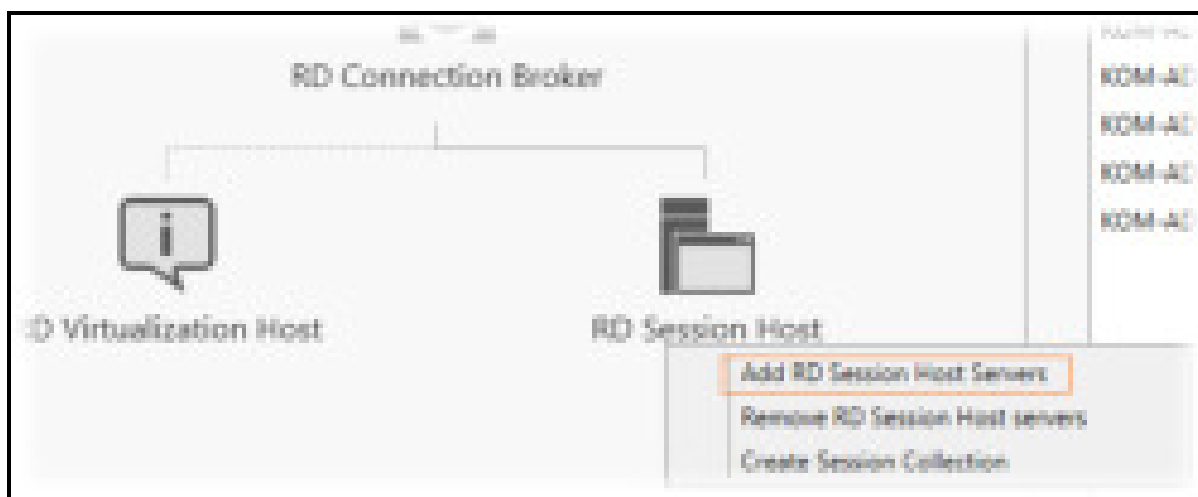 RD Connection Broker
D Virtualization Host
RD Session Host
Add RD Session Host Servers
Remove RD Session Host servers
Create Session Collection
KOM-AD
KOM-AD
KOM-AD
KOM-AD